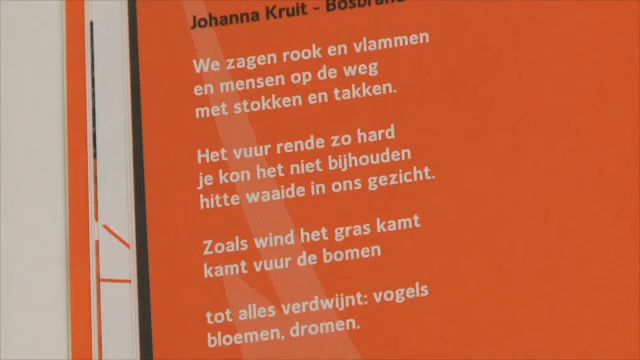 Johanna Kruit - Bosbrand
We zagen rook en vlammen
en mensen op de weg
met stokken en takken.
Het vuur rende zo hard
je kon het niet bijhouden
hitte waaide in ons gezicht.
Zoals wind het gras kamt
kamt vuur de bomen
tot alles verdwijnt: vogels
bloemen, dromen.